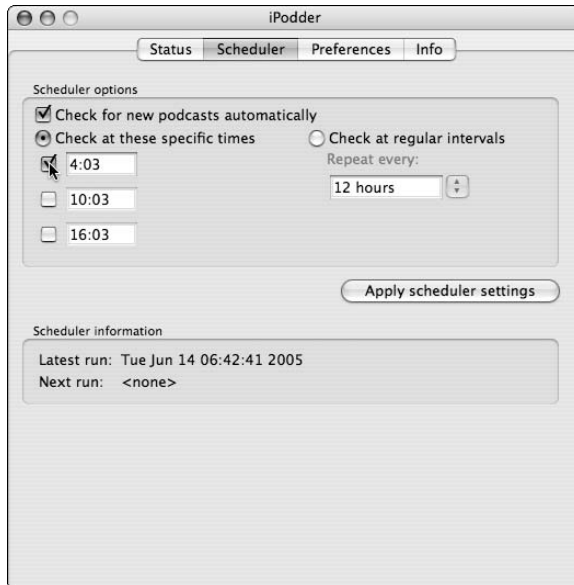 iPodder
Status Scheduler Preferences Info
Scheduler options
Check for new podcasts automatically
Check at these specific times Check at regular intervals
4:03 Repeat every:
12 hours
10:03
16:03
Apply scheduler settings
Scheduler information
Latest run: Tue Jun 14 06:42:41 2005
Next run: <none>